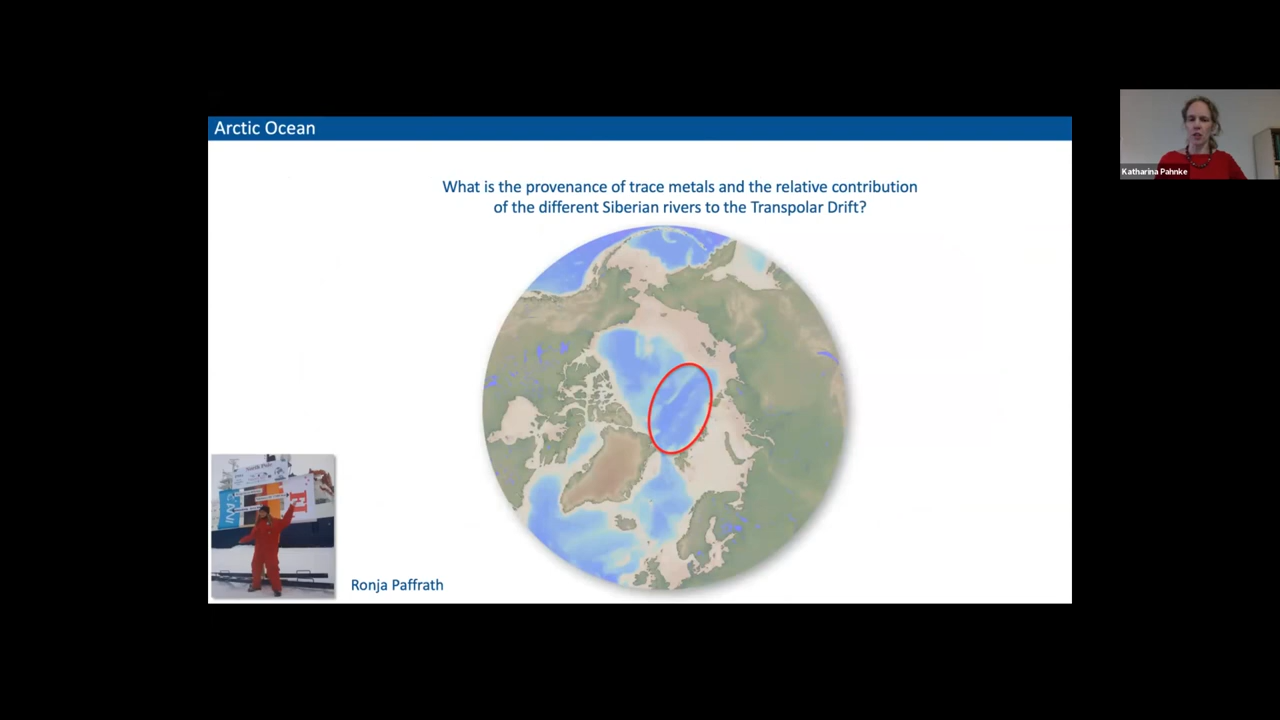 Arctic Ocean
What is the provenance of trace metals and the relative contribution
of the different Siberian rivers to the Transpolar Drift?
Katharina Pahnke
Ronja Paffrath